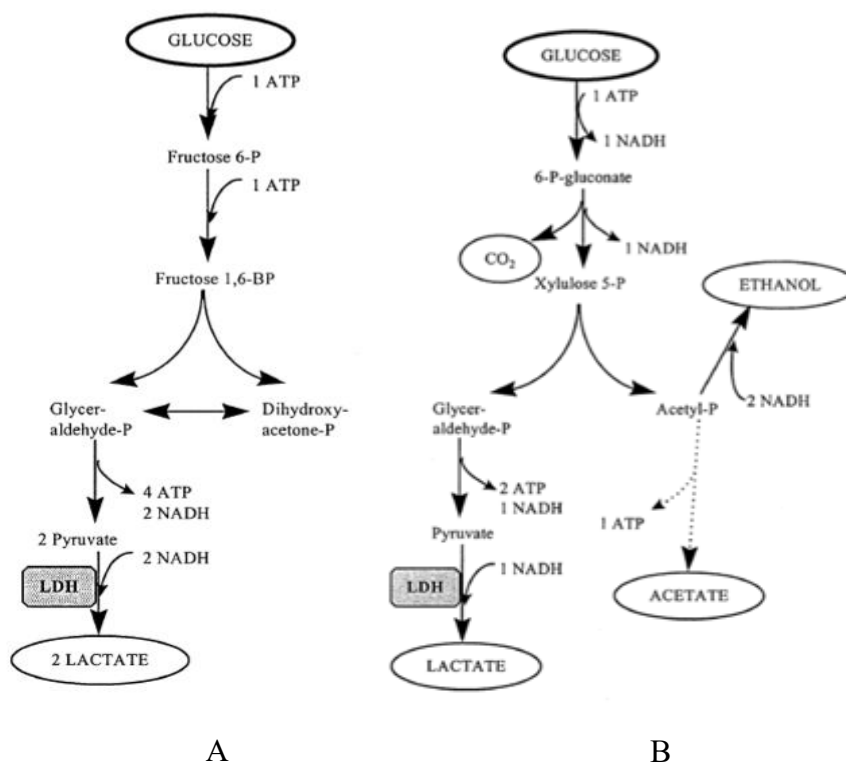 GLUCOSE
1 ATP
Fructose 6-P
1 ATP
Fructose 1,6-BP
Glycer-
aldehyde-P
Dihydroxy-
acetone-P
4 ATP
2 NADH
2 Pyruvate
2 NADH
LDH
2 LACTATE
A
GLUCOSE
1 ATP
1 NADH
6-P-gluconate
CO₂
1 NADH
Xylulose 5-P
ETHANOL
Glycer-
aldehyde-P
Acetyl-P
2 NADH
2 ATP
1 NADH
1 ATP
Pyruvate
1 NADH
LDH
ACETATE
LACTATE
B